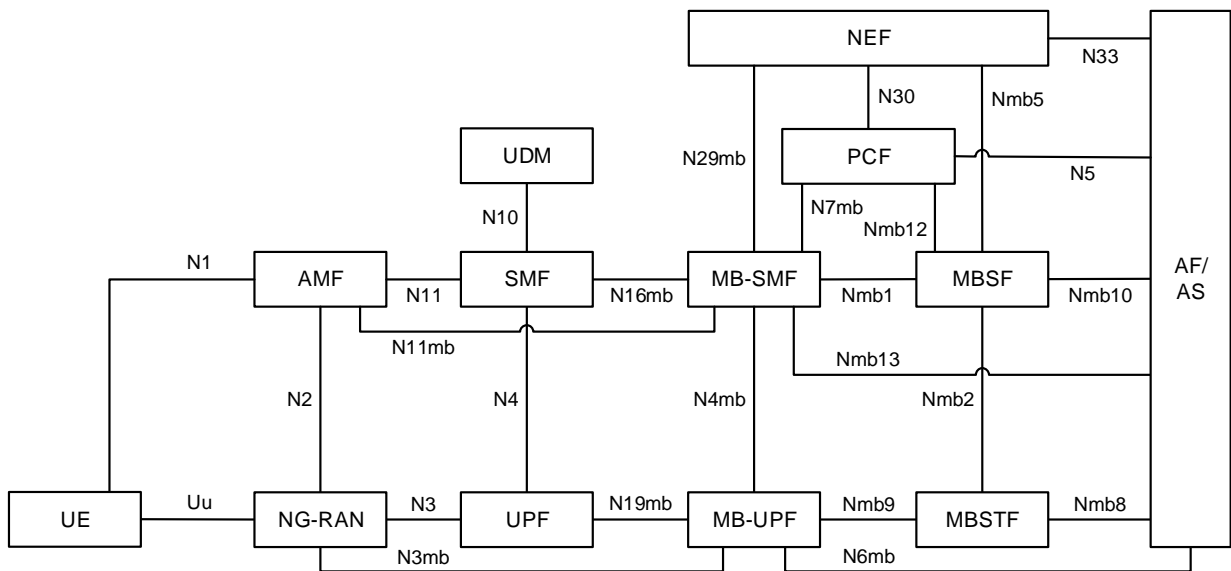 NEF
N33
N30
Nmb5
UDM
PCF
N29mb
N5
N10
N7mb
Nmb12
N1
AMF
N11
SMF
N16mb
MB-SMF
Nmb1
MBSF
Nmb10
AF/
AS
N11mb
Nmb13
N2
N4
N4mb
Nmb2
UE
Uu
NG-RAN
N3
UPF
N19mb
MB-UPF
Nmb9
MBSTF
Nmb8
N3mb
N6mb